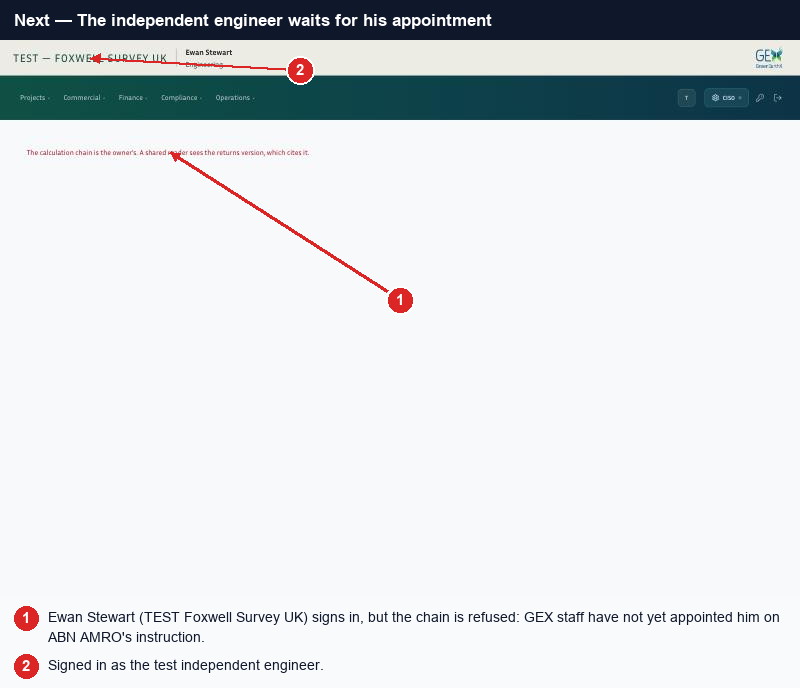 Next — The independent engineer waits for his appointment
TEST — FOXWELL SURVEY UK
Ewan Stewart
Engineering
GEX
GreenEarthX
Projects
Commercial
Finance
Compliance
Operations
T
CISO
The calculation chain is the owner's. A shared reader sees the returns version, which cites it.
2
1
1
Ewan Stewart (TEST Foxwell Survey UK) signs in, but the chain is refused: GEX staff have not yet appointed him on
ABN AMRO's instruction.
2
Signed in as the test independent engineer.